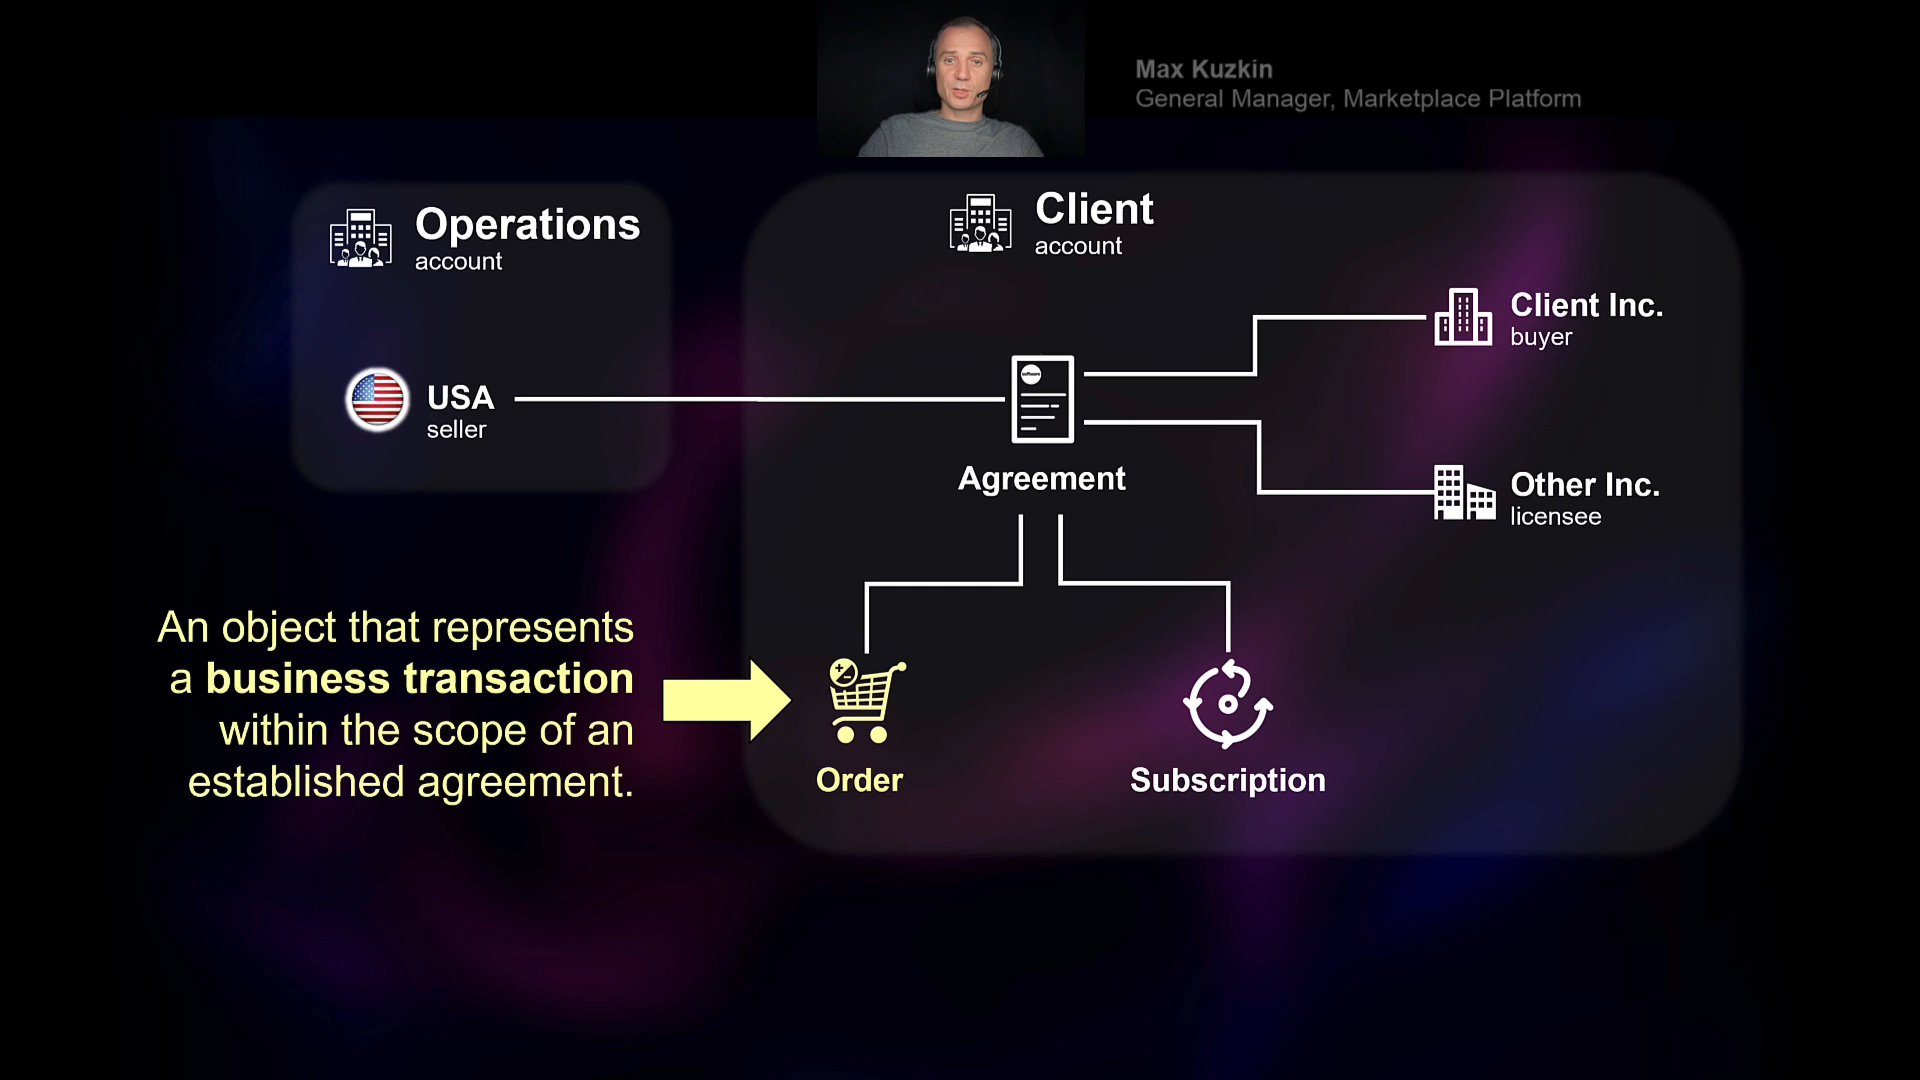 Max Kuzkin
General Manager, Marketplace Platform
Operations
account
Client
account
Client Inc.
buyer
USA
seller
Agreement
Other Inc.
licensee
An object that represents
a business transaction
within the scope of an
established agreement.
Order
Subscription